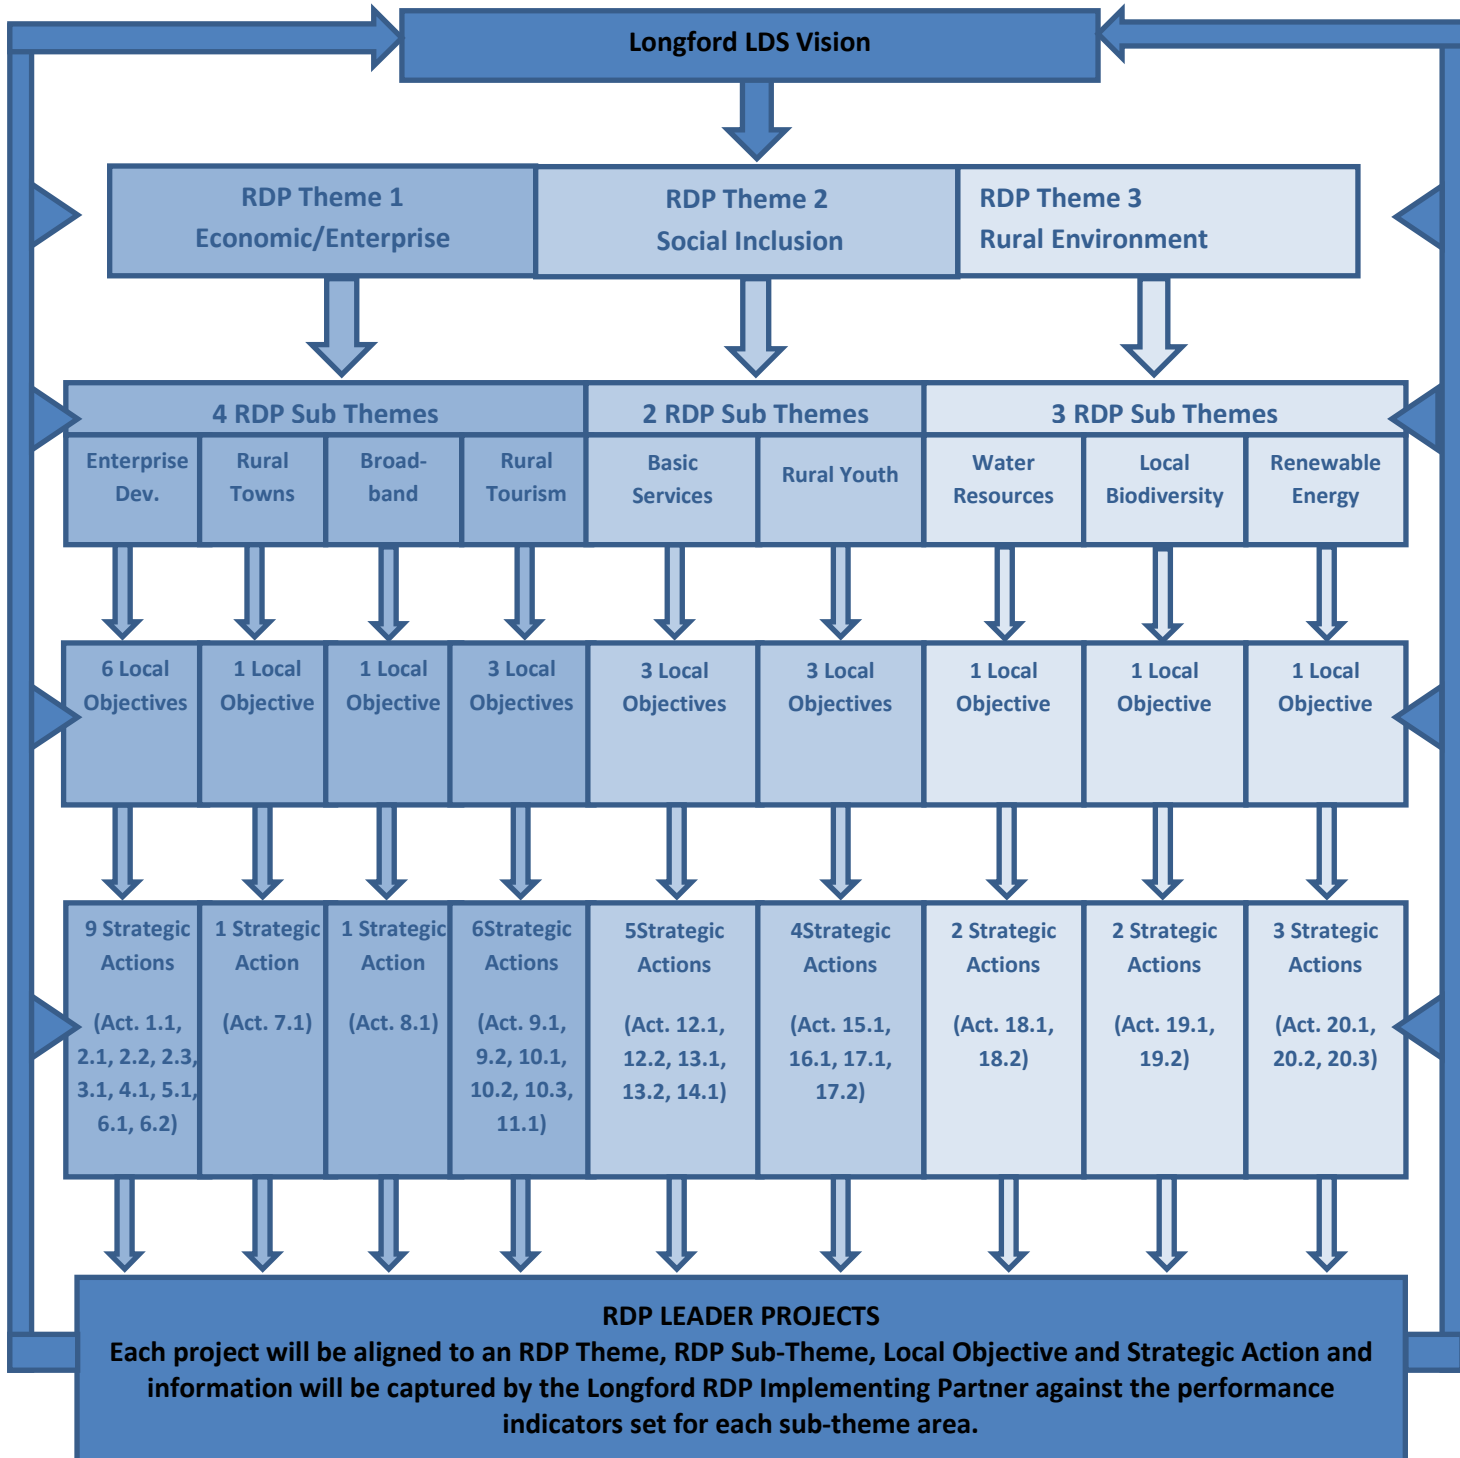 Longford LDS Vision
RDP Theme 1
Economic/Enterprise
RDP Theme 2
Social Inclusion
RDP Theme 3
Rural Environment
4 RDP Sub Themes
2 RDP Sub Themes
3 RDP Sub Themes
Enterprise
Dev.
Rural
Towns
Broad-
band
Rural
Tourism
Basic
Services
Rural Youth
Water
Resources
Local
Biodiversity
Renewable
Energy
6 Local
Objectives
1 Local
Objective
1 Local
Objective
3 Local
Objectives
3 Local
Objectives
3 Local
Objectives
1 Local
Objective
1 Local
Objective
1 Local
Objective
9 Strategic
Actions
(Act. 1.1,
2.1, 2.2, 2.3,
3.1, 4.1, 5.1,
6.1, 6.2)
1 Strategic
Action
(Act. 7.1)
1 Strategic
Action
(Act. 8.1)
6Strategic
Actions
(Act. 9.1,
9.2, 10.1,
10.2, 10.3,
11.1)
5Strategic
Actions
(Act. 12.1,
12.2, 13.1,
13.2, 14.1)
4Strategic
Actions
(Act. 15.1,
16.1, 17.1,
17.2)
2 Strategic
Actions
(Act. 18.1,
18.2)
2 Strategic
Actions
(Act. 19.1,
19.2)
3 Strategic
Actions
(Act. 20.1,
20.2, 20.3)
RDP LEADER PROJECTS
Each project will be aligned to an RDP Theme, RDP Sub-Theme, Local Objective and Strategic Action and
information will be captured by the Longford RDP Implementing Partner against the performance
indicators set for each sub-theme area.